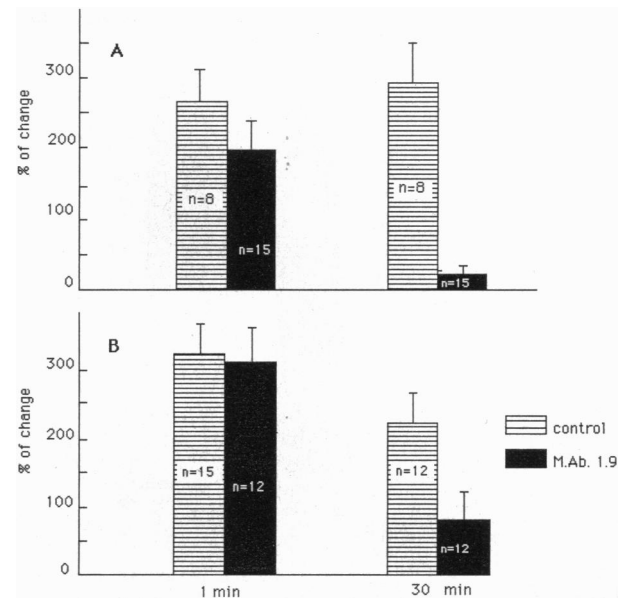 A
% of change
300
200
100
0
n=8
n=15
n=8
n=15
B
% of change
300
200
100
0
n=15
n=12
n=12
n=12
control
M.Ab. 1.9
1 min
30 min